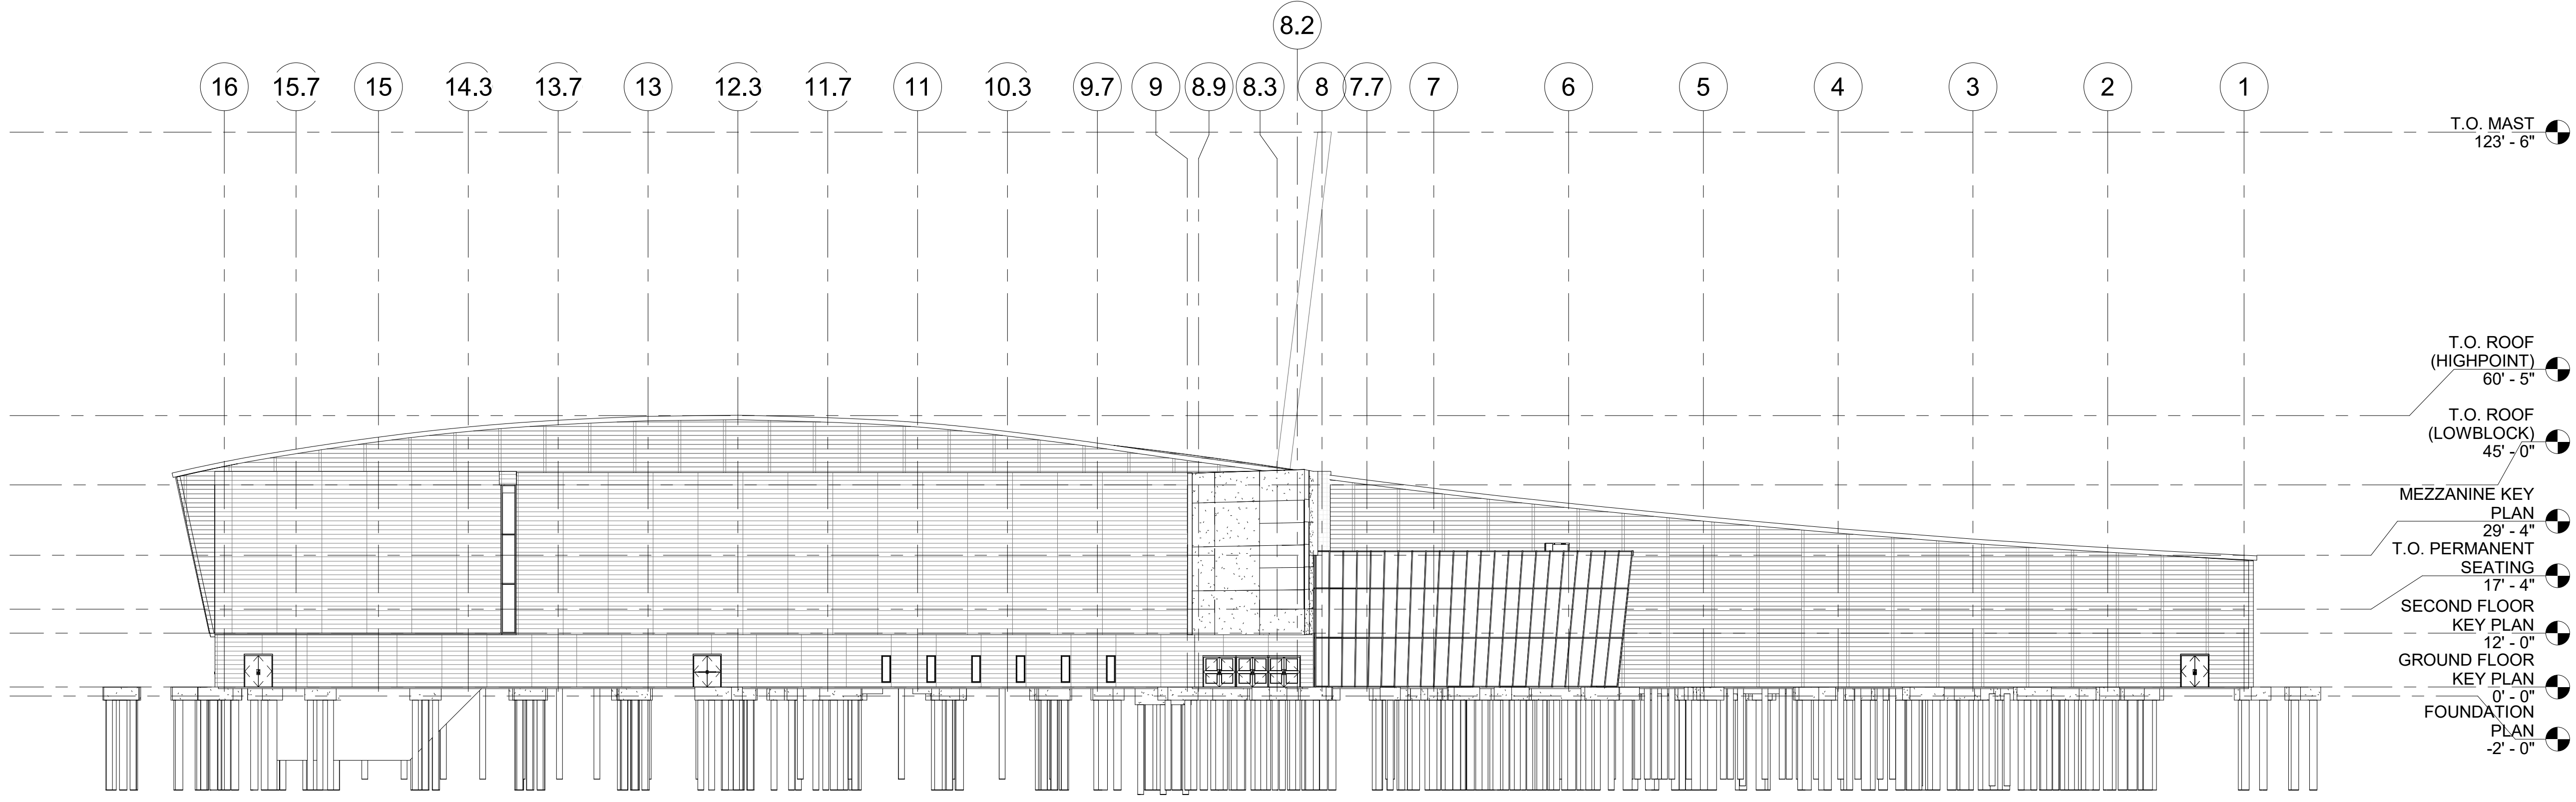 8.2
16
15.7
15
14.3
13.7
13
12.3
11.7
11
10.3
9.7
9
8.9
8.3
8
7.7
7
6
5
4
3
2
1
T.O. MAST
123' - 6"
T.O. ROOF
(HIGHPOINT)
60' - 5"
T.O. ROOF
(LOWBLOCK)
45' - 0"
MEZZANINE KEY
PLAN
29' - 4"
T.O. PERMANENT
SEATING
17' - 4"
SECOND FLOOR
KEY PLAN
12' - 0"
GROUND FLOOR
KEY PLAN
0' - 0"
FOUNDATION
PLAN
-2' - 0"